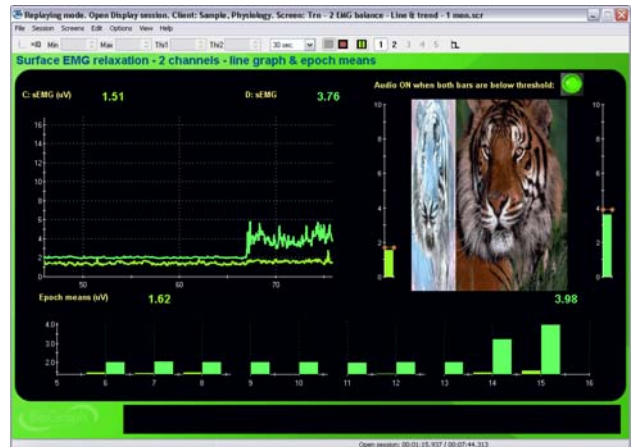 Replaying mode. Open Display session. Client: Sample, Physiology. Screen: Trn - 2 EMG balance - Line & trend - 1 mon.scr
File Session Screens Edit Options View Help
Min Max Thr1 Thr2 30 sec. 1 2 3 4 5
Surface EMG relaxation - 2 channels - line graph & epoch means
Audio ON when both bars are below threshold:
C: sEMG (uV) 1.51 D: sEMG 3.76
16
14
12
10
8
6
4
2
0
50 60 70
10 10
8 8
6 6
4 4
2 2
0 0
Epoch means (uV) 1.62 3.98
4.0
3.0
2.0
5 6 7 8 9 10 11 12 13 14 15 16
BioGraph
Open session: 00:01:15.937 / 00:07:44.313